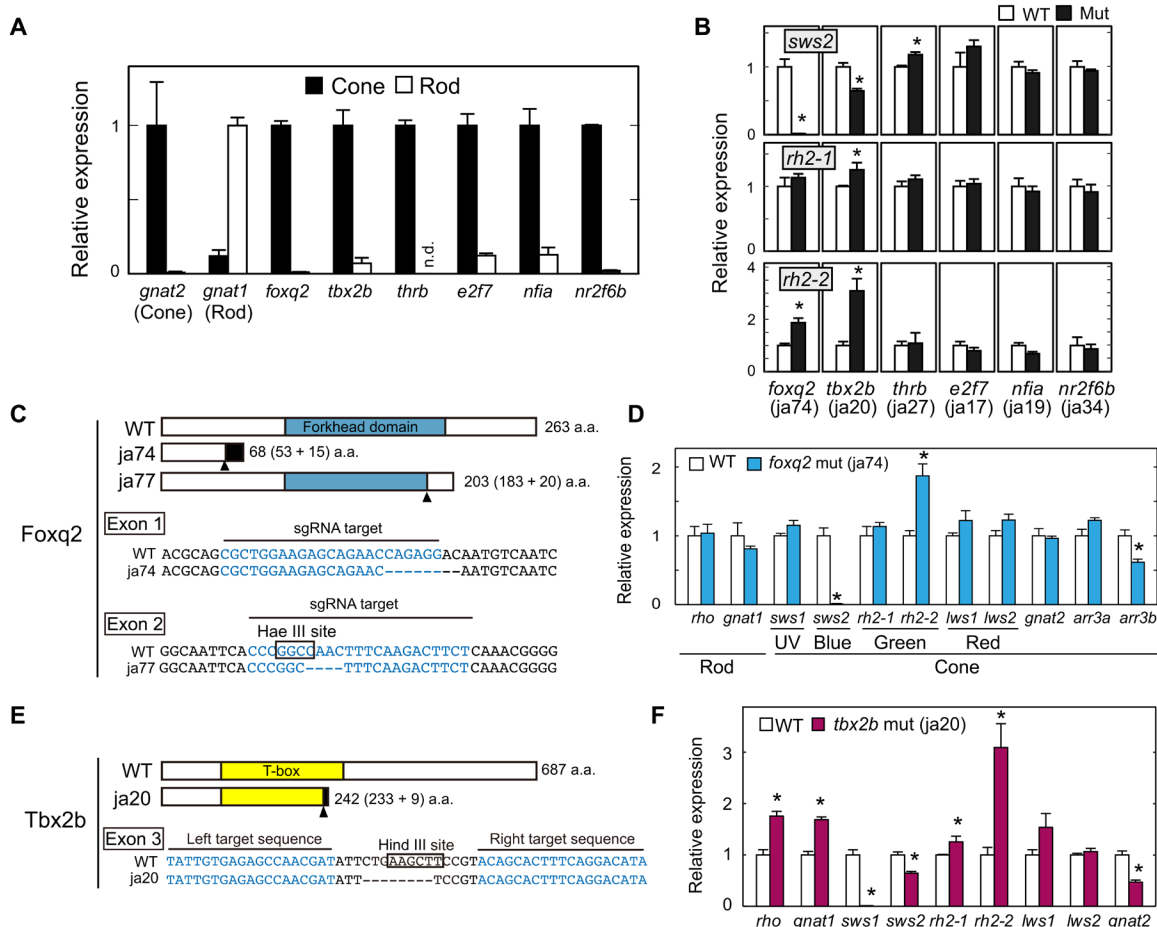 A
Cone Rod
Relative expression
1
0
n.d.
gnat2 gnat1 foxq2 tbx2b thrb e2f7 nfia nr2f6b
(Cone) (Rod)
B
WT Mut
sws2
* * *
1
0
rh2-1
*
1
0
rh2-2
* *
4
2
1
0
Relative expression
Relative expression
foxq2 tbx2b thrb e2f7 nfia nr2f6b
(ja74) (ja20) (ja27) (ja17) (ja19) (ja34)
C
Foxq2
WT Forkhead domain 263 a.a.
ja74 68 (53 + 15) a.a.
ja77 203 (183 + 20) a.a.
Exon 1
sgRNA target
WT ACGCAGCGCTGGAAGAGCAGAACCAGAGGACAATGTCAATC
ja74 ACGCAGCGCTGGAAGAGCAGAAC---------AATGTCAATC
Exon 2
sgRNA target
Hae III site
WT GGCAATTCACCCGGCCAACTTTCAAGACTTCTCAAACGGGG
ja77 GGCAATTCACCCGGC----TTTCAAGACTTCTCAAACGGGG
D
WT foxq2 mut (ja74)
Relative expression
2
1
0
* * *
rho gnat1 sws1 sws2 rh2-1 rh2-2 lws1 lws2 gnat2 arr3a arr3b
UV Blue Green Red
Rod Cone
E
Tbx2b
WT T-box 687 a.a.
ja20 242 (233 + 9) a.a.
Exon 3
Left target sequence Hind III site Right target sequence
WT TATTGTGAGAGCCAACGATATTCTGAAGCTTCCGTACAGCACTTTCAGGACATA
ja20 TATTGTGAGAGCCAACGATATT--------TCCGTACAGCACTTTCAGGACATA
F
WT tbx2b mut (ja20)
Relative expression
3
2
1
0
* * * * * * *
rho gnat1 sws1 sws2 rh2-1 rh2-2 lws1 lws2 gnat2